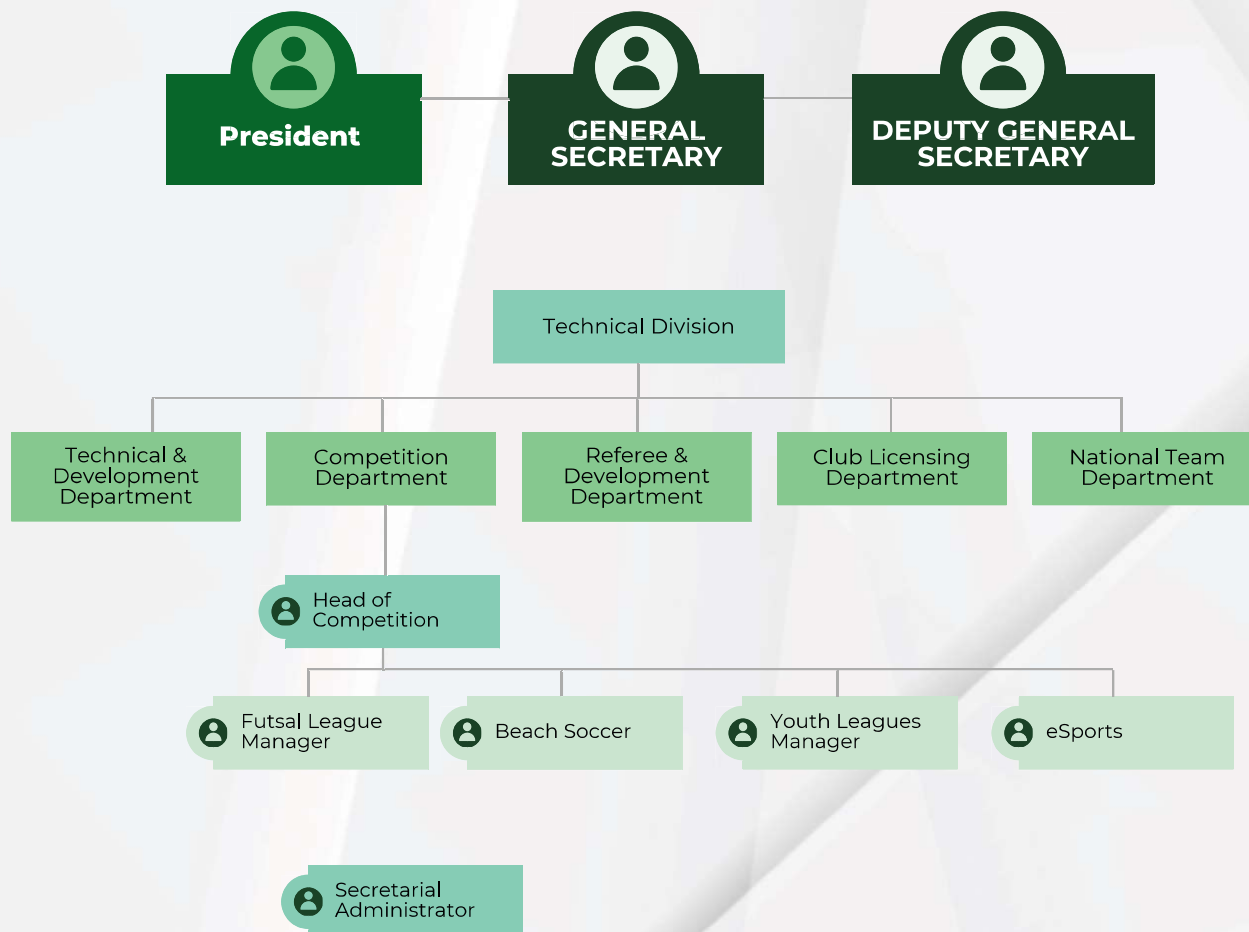 President
GENERAL
SECRETARY
DEPUTY GENERAL
SECRETARY
Technical Division
Technical &
Development
Department
Competition
Department
Referee &
Development
Department
Club Licensing
Department
National Team
Department
Head of
Competition
Futsal League
Manager
Beach Soccer
Youth Leagues
Manager
eSports
Secretarial
Administrator